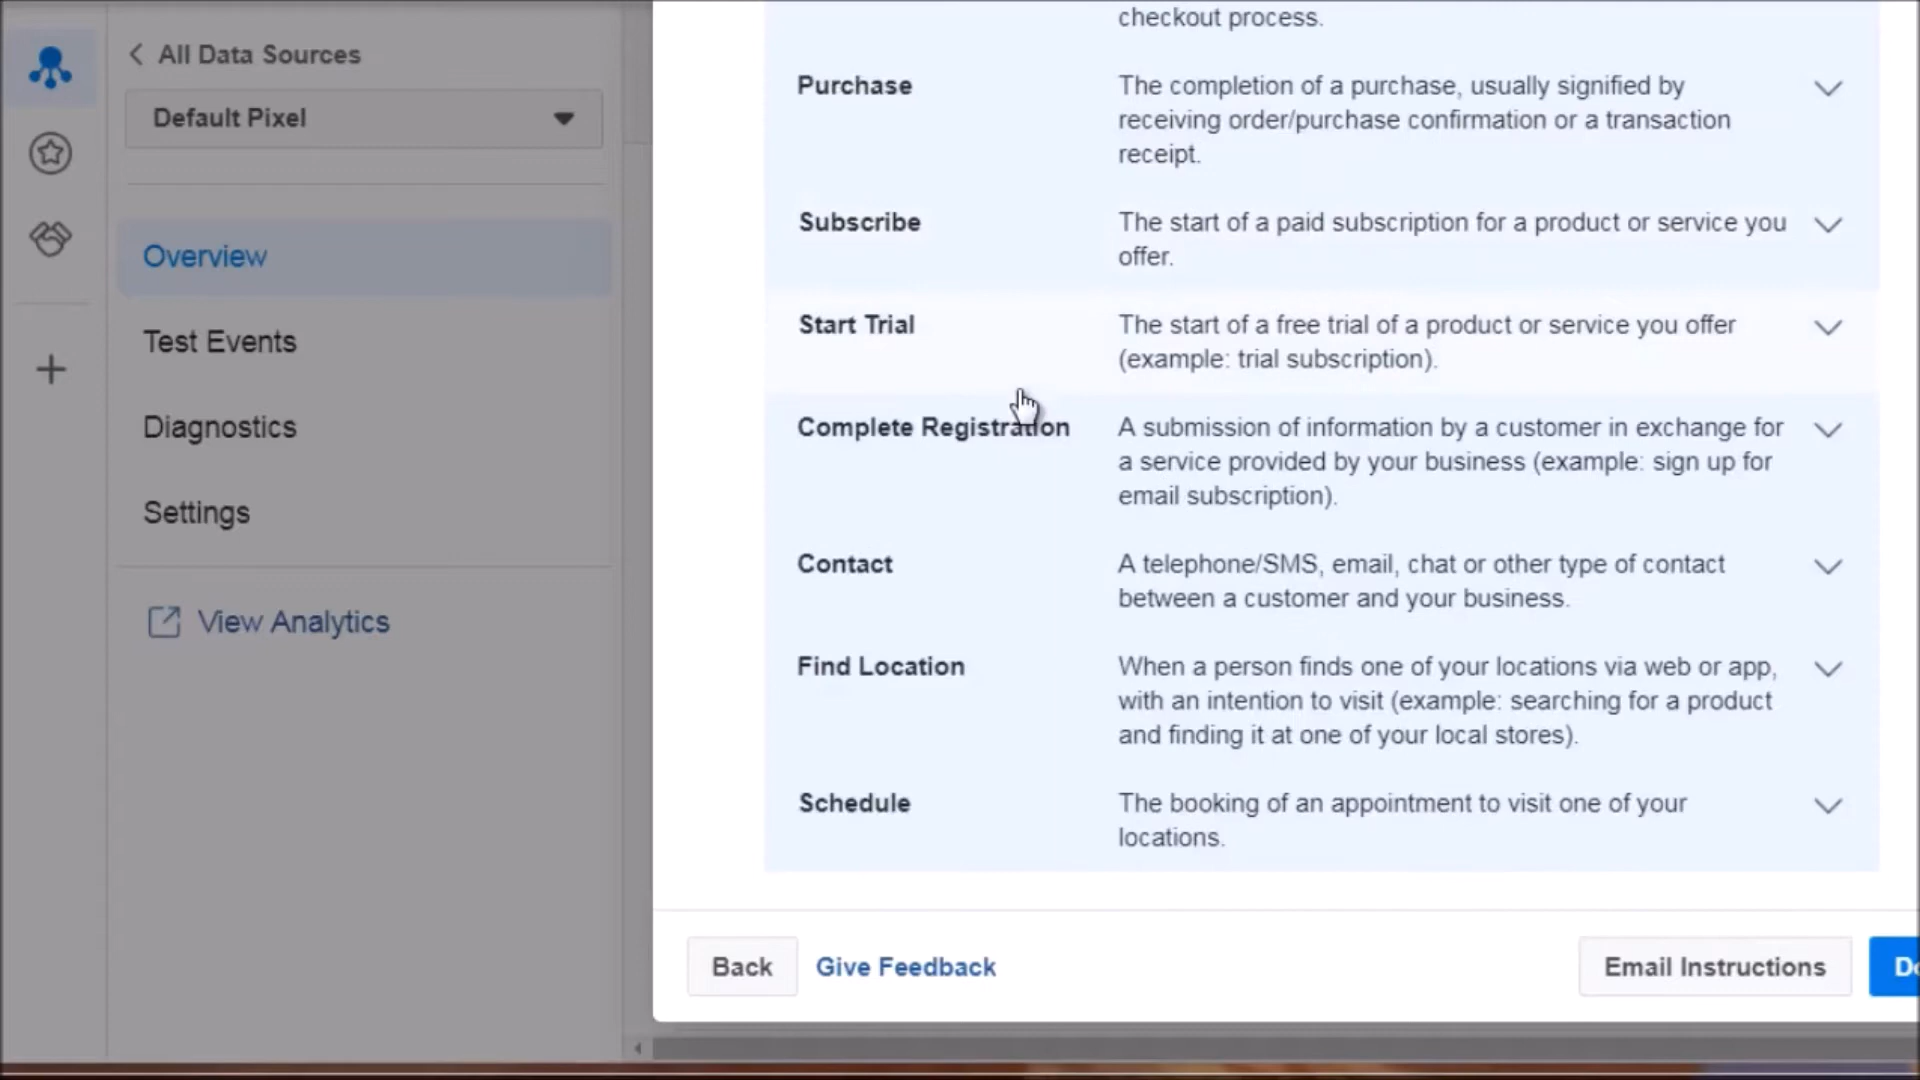 All Data Sources
Default Pixel
Overview
Test Events
Diagnostics
Settings
View Analytics
checkout process.
Purchase
The completion of a purchase, usually signified by
receiving order/purchase confirmation or a transaction
receipt.
Subscribe
The start of a paid subscription for a product or service you
offer.
Start Trial
The start of a free trial of a product or service you offer
(example: trial subscription).
Complete Registration
A submission of information by a customer in exchange for
a service provided by your business (example: sign up for
email subscription).
Contact
A telephone/SMS, email, chat or other type of contact
between a customer and your business.
Find Location
When a person finds one of your locations via web or app,
with an intention to visit (example: searching for a product
and finding it at one of your local stores).
Schedule
The booking of an appointment to visit one of your
locations.
Back
Give Feedback
Email Instructions